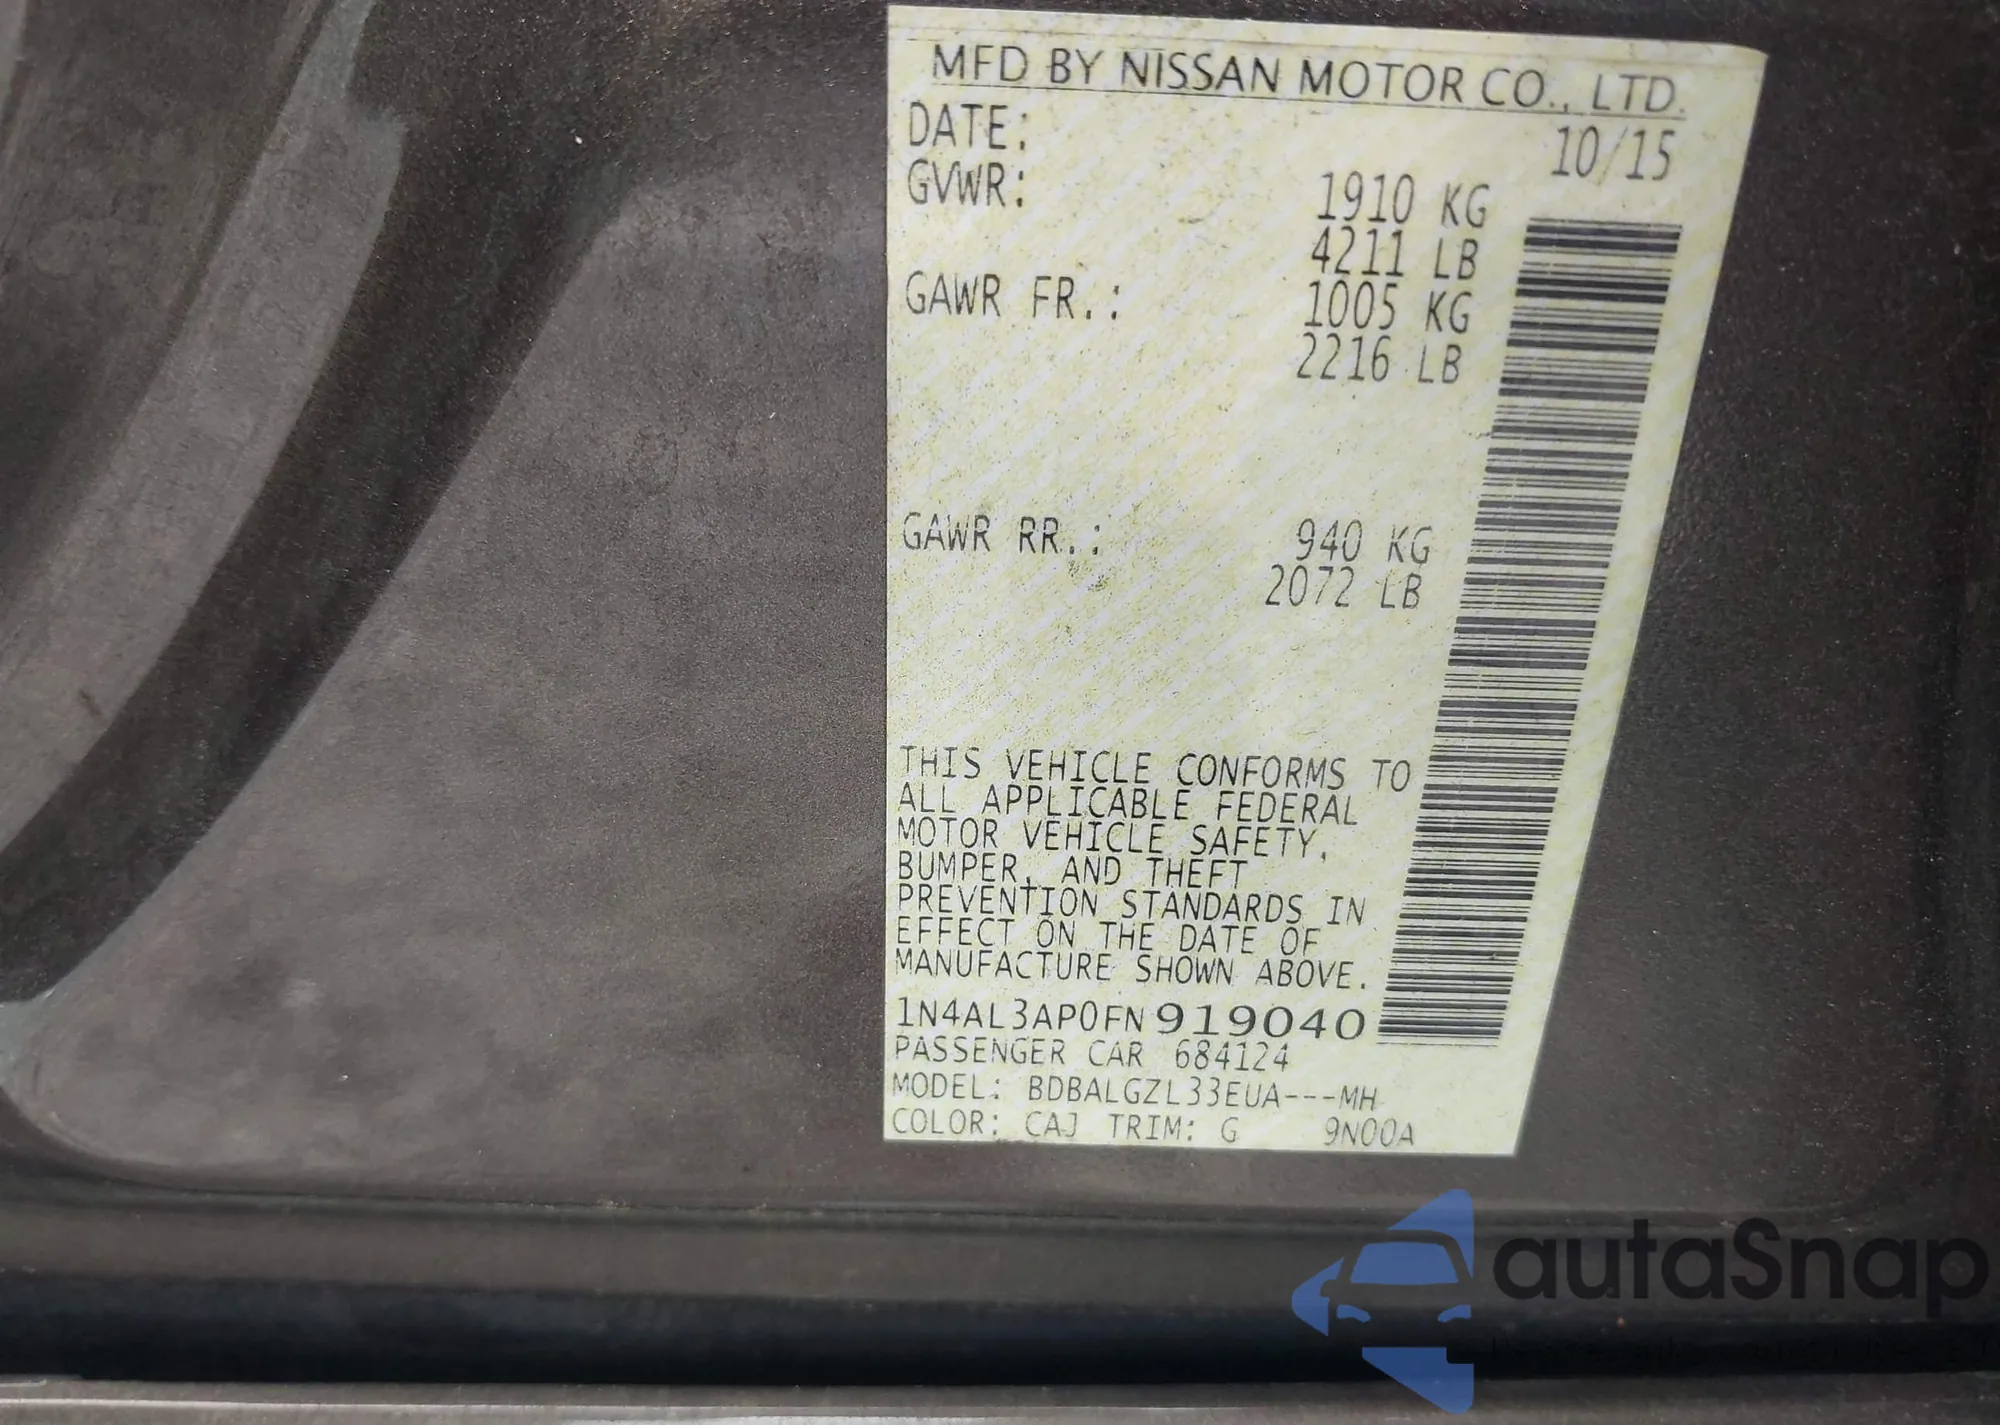 MFD BY NISSAN MOTOR CO., LTD.
DATE: 10/15
GVWR: 1910 KG
4211 LB
GAWR FR.: 1005 KG
2216 LB
GAWR RR.: 940 KG
2072 LB
THIS VEHICLE CONFORMS TO
ALL APPLICABLE FEDERAL
MOTOR VEHICLE SAFETY,
BUMPER, AND THEFT
PREVENTION STANDARDS IN
EFFECT ON THE DATE OF
MANUFACTURE SHOWN ABOVE.
1N4AL3AP0FN919040
PASSENGER CAR 684124
MODEL: BDBALGZL33EUA---MH
COLOR: CAJ TRIM: G 9N00A
autaSnap